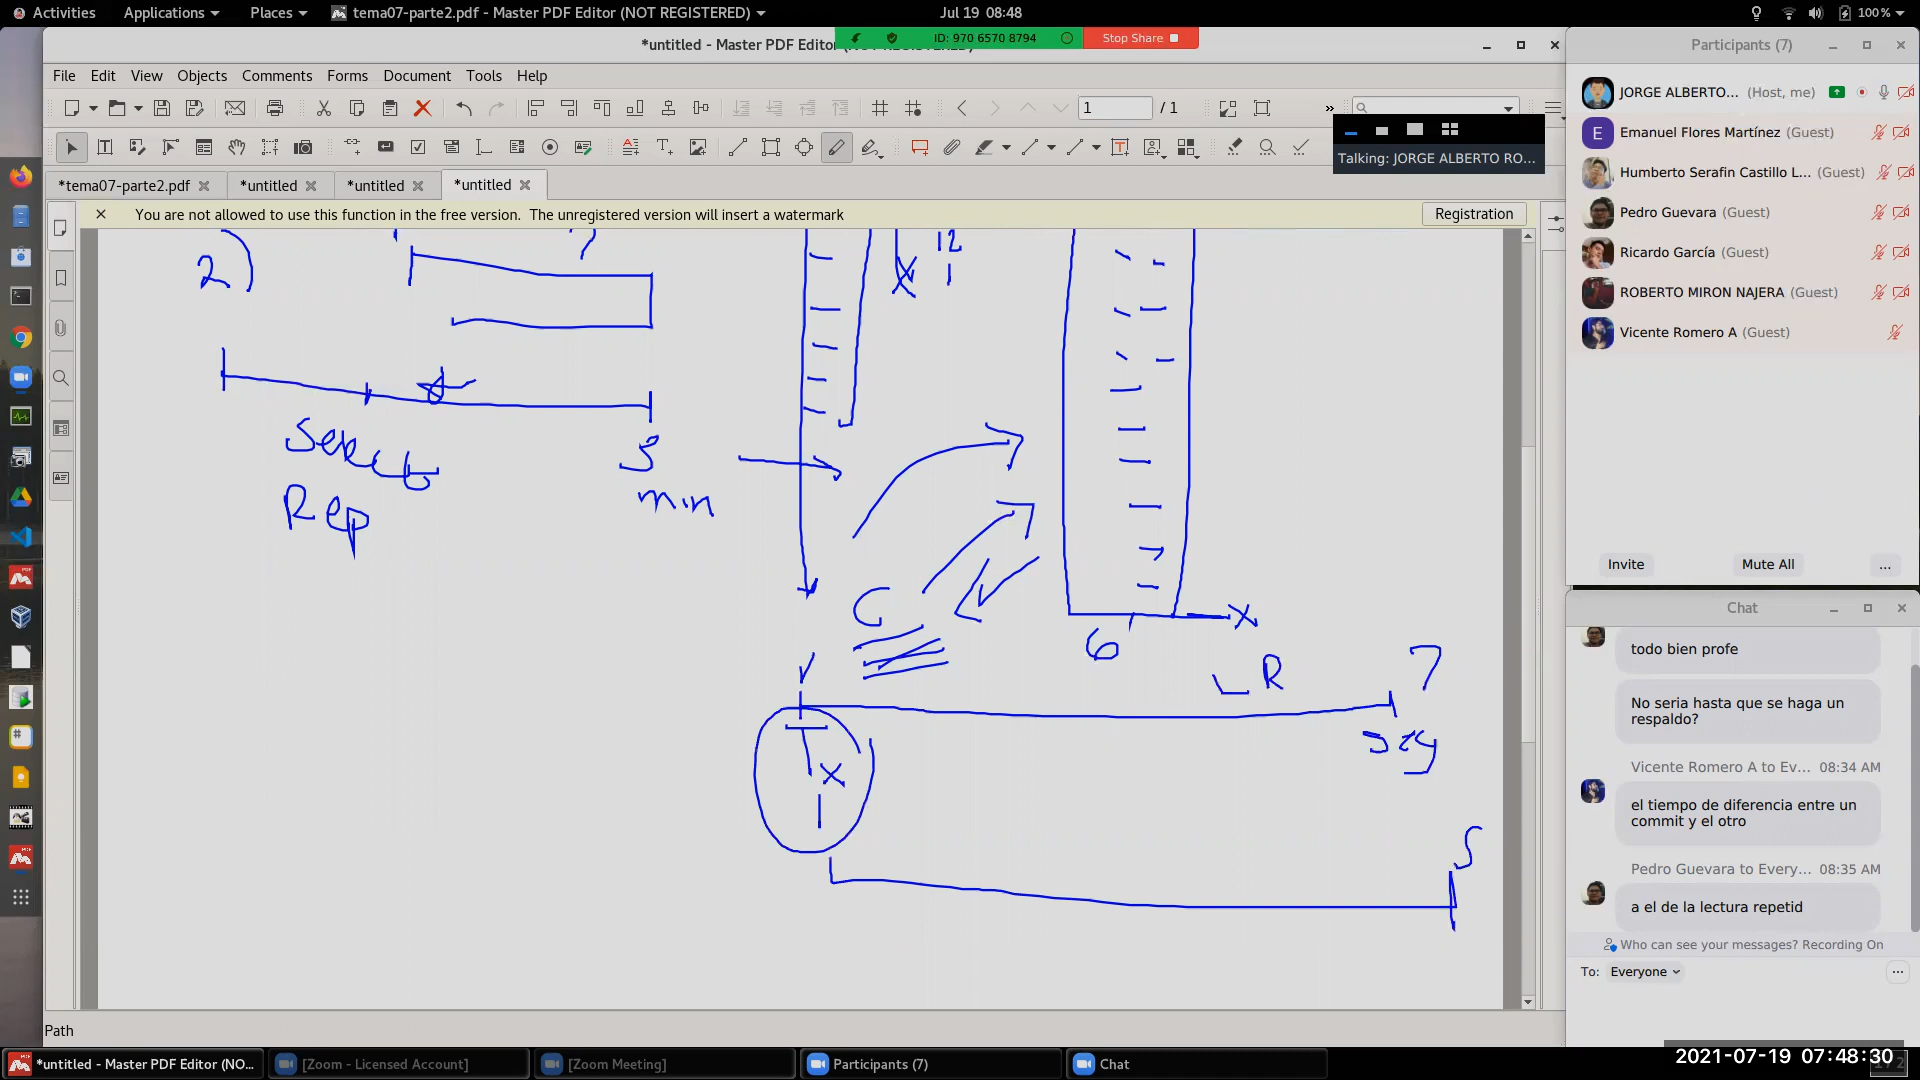 Activities
Applications
Places
tema07-parte2.pdf - Master PDF Editor (NOT REGISTERED)
Jul 19 08:48
100%
*untitled - Master PDF Editor
ID: 970 6570 8794
Stop Share
File Edit View Objects Comments Forms Document Tools Help
1 / 1
Talking: JORGE ALBERTO RO...
*tema07-parte2.pdf
*untitled
*untitled
*untitled
You are not allowed to use this function in the free version. The unregistered version will insert a watermark
Registration
2)
12
X 1
Selecto
Rep
min
C
6
X
LR
7
X
1
S
Path
Participants (7)
JORGE ALBERTO... (Host, me)
E
Emanuel Flores Martínez (Guest)
Humberto Serafin Castillo L... (Guest)
Pedro Guevara (Guest)
Ricardo García (Guest)
ROBERTO MIRON NAJERA (Guest)
Vicente Romero A (Guest)
Invite
Mute All
...
Chat
todo bien profe
No seria hasta que se haga un
respaldo?
Vicente Romero A to Ev... 08:34 AM
el tiempo de diferencia entre un
commit y el otro
Pedro Guevara to Every... 08:35 AM
a el de la lectura repetid
Who can see your messages? Recording On
To: Everyone
*untitled - Master PDF Editor (NO...
[Zoom - Licensed Account]
[Zoom Meeting]
Participants (7)
Chat
2021-07-19 07:48:30